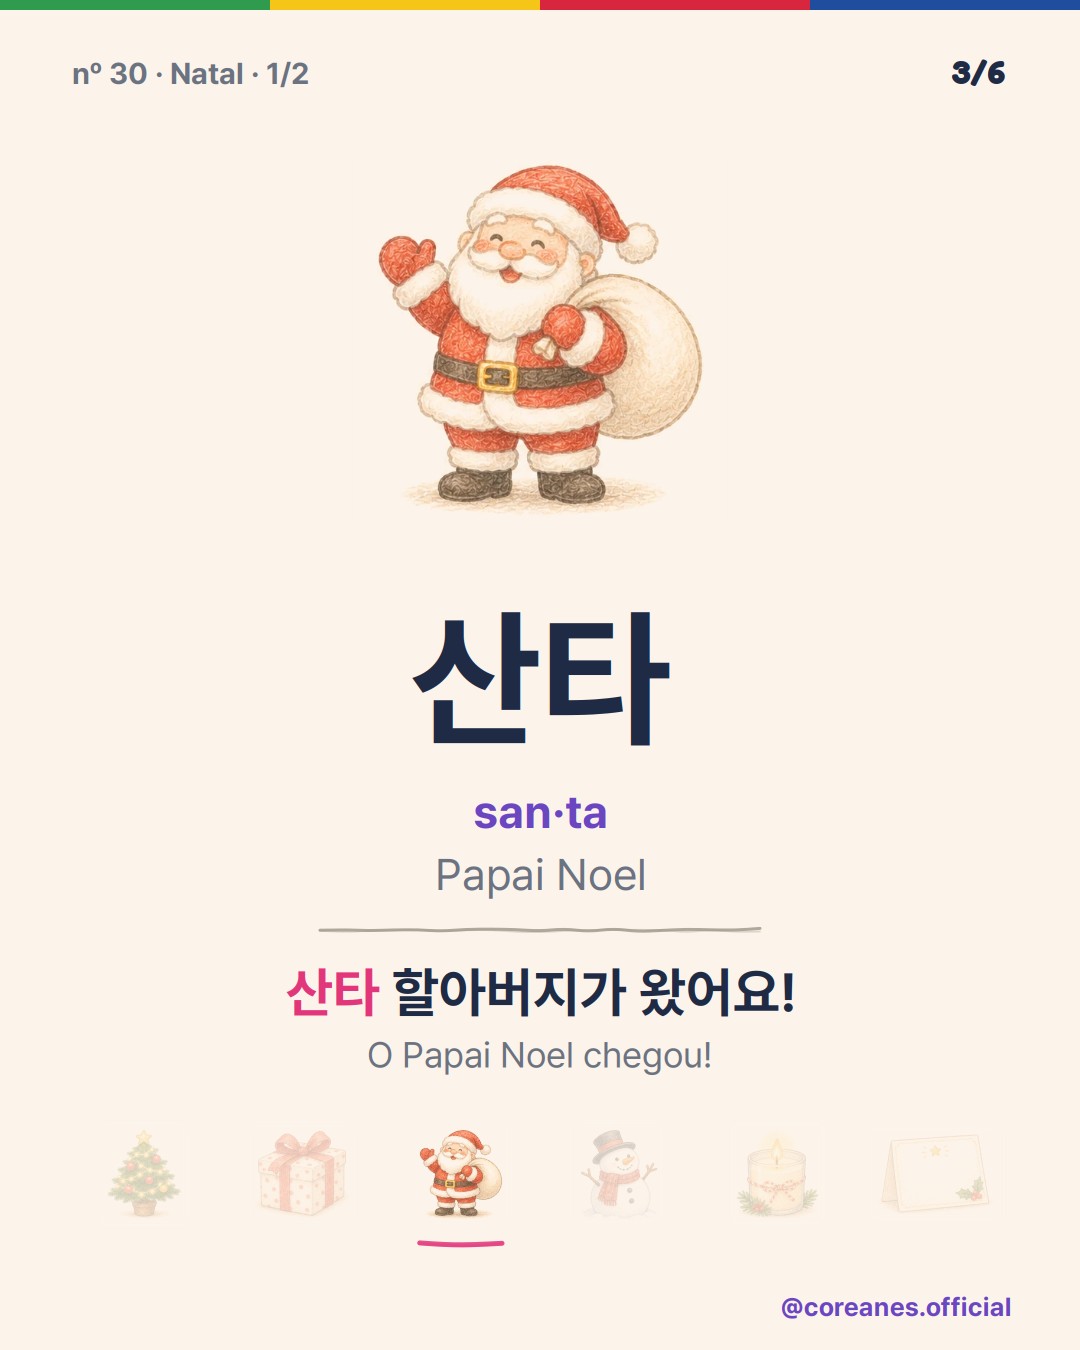 nº 30 · Natal · 1/2
3/6
산타
san·ta
Papai Noel
산타 할아버지가 왔어요!
O Papai Noel chegou!
@coreanes.official